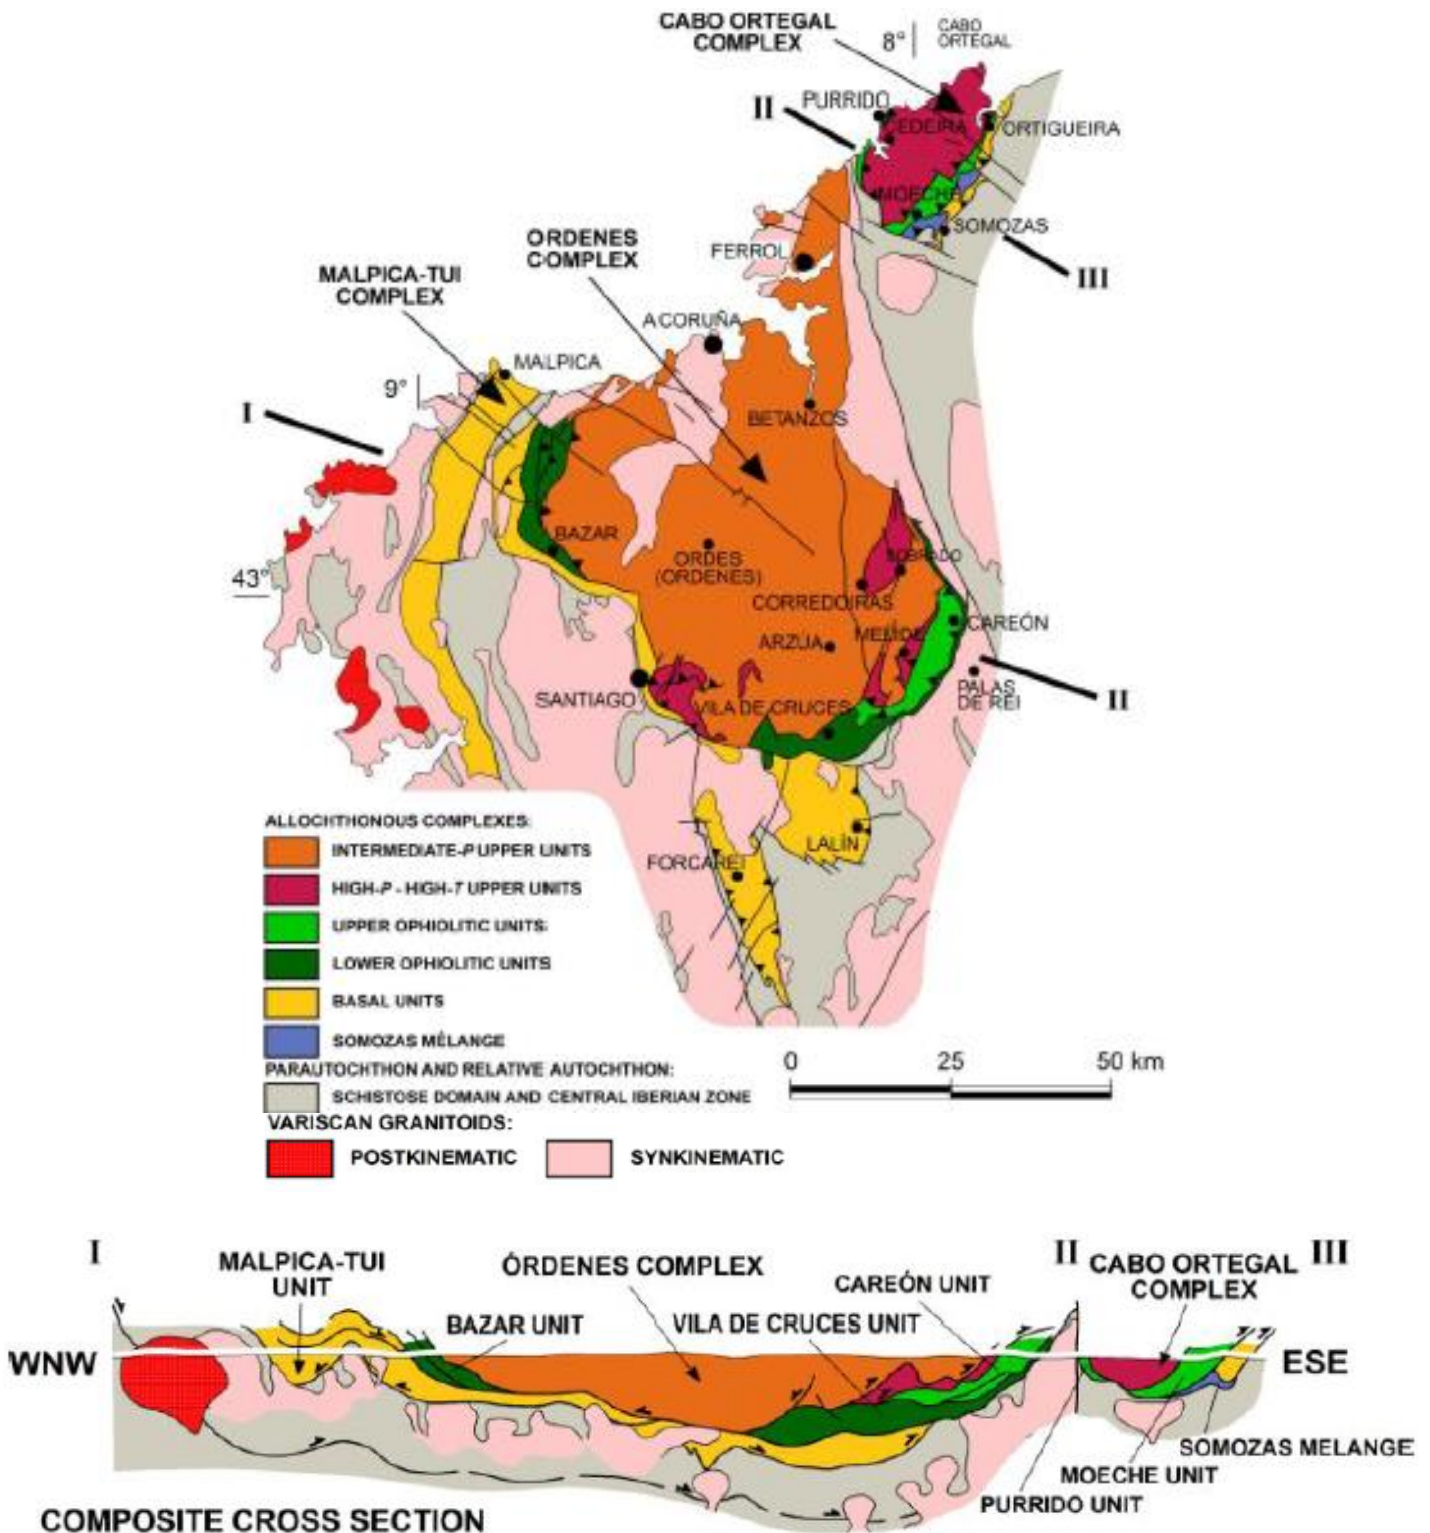 CABO ORTEGAL
COMPLEX
8°
CABO
ORTEGAL
II
PURRIDO
CEDEIRA
ORTIGUEIRA
MOECHE
SOMOZAS
III
ORDENES
COMPLEX
FERROL
MALPICA-TUI
COMPLEX
A CORUÑA
MALPICA
9°
I
BETANZOS
BAZAR
ORDES
(ORDENES)
SOBRADO
43°
CORREDOIRAS
CAREÓN
ARZUA
MELIDE
PALAS
DE REI
II
SANTIAGO
VILA DE CRUCES
LALÍN
FORCAREI
ALLOCHTHONOUS COMPLEXES:
INTERMEDIATE-P UPPER UNITS
HIGH-P - HIGH-T UPPER UNITS
UPPER OPHIOLITIC UNITS
LOWER OPHIOLITIC UNITS
BASAL UNITS
SOMOZAS MÉLANGE
PARAUTOCHTHON AND RELATIVE AUTOCHTHON:
SCHISTOSE DOMAIN AND CENTRAL IBERIAN ZONE
VARISCAN GRANITOIDS:
POSTKINEMATIC
SYNKINEMATIC
0 25 50 km
I
II
III
MALPICA-TUI
UNIT
ÓRDENES COMPLEX
CAREÓN UNIT
CABO ORTEGAL
COMPLEX
BAZAR UNIT
VILA DE CRUCES UNIT
WNW
ESE
SOMOZAS MELANGE
MOECHE UNIT
PURRIDO UNIT
COMPOSITE CROSS SECTION